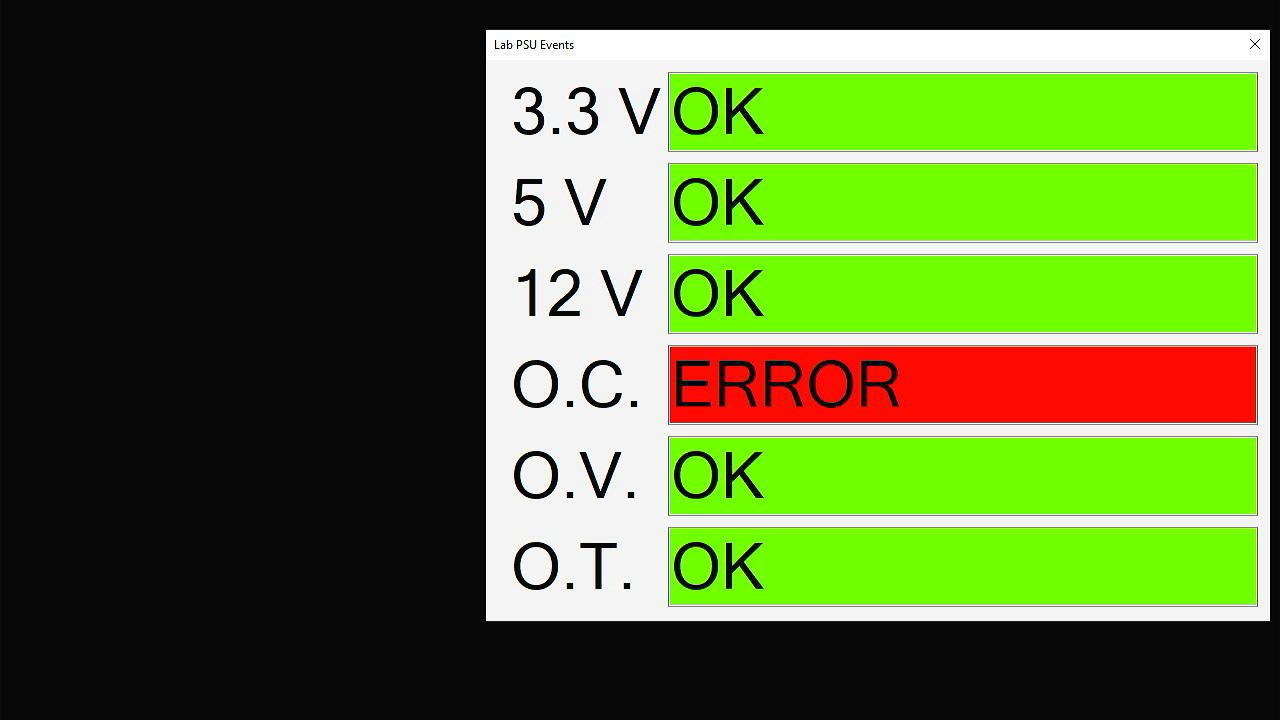 Lab PSU Events
3.3 V OK
5 V OK
12 V OK
O.C. ERROR
O.V. OK
O.T. OK